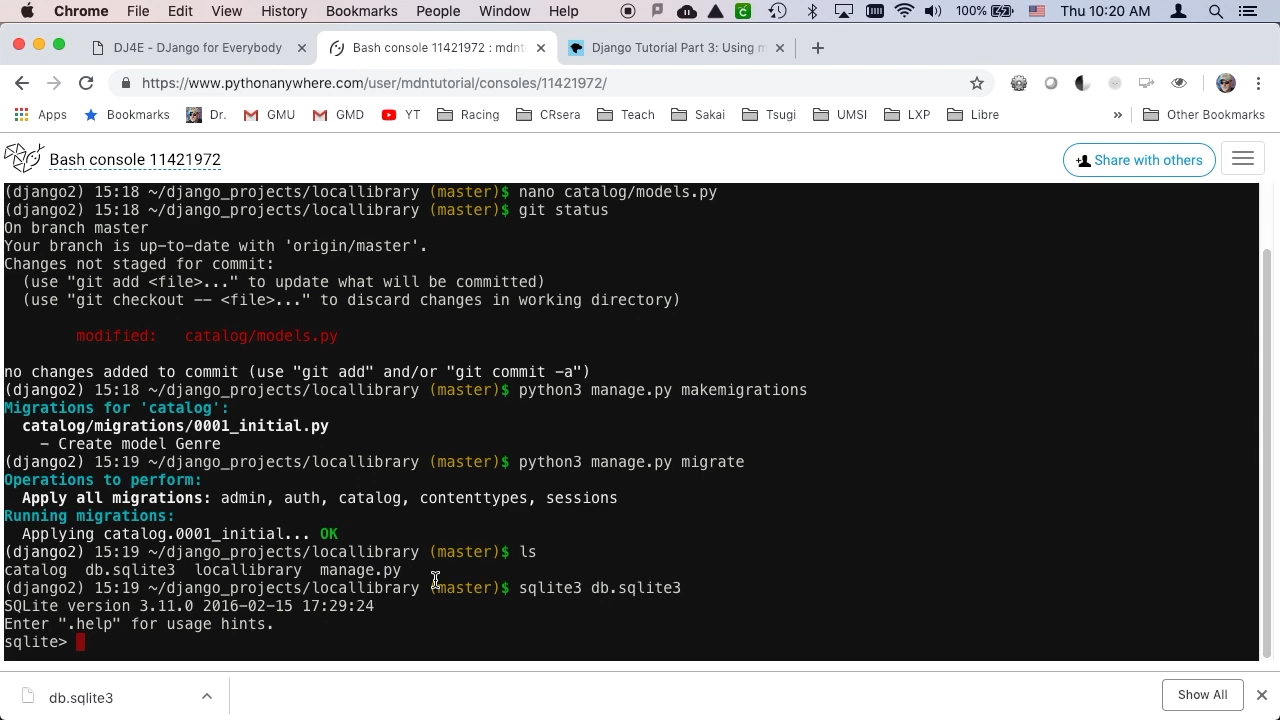 Chrome File Edit View History Bookmarks People Window Help 100% Thu 10:20 AM
DJ4E - DJango for Everybody
Bash console 11421972 : mdntu
Django Tutorial Part 3: Using m
https://www.pythonanywhere.com/user/mdntutorial/consoles/11421972/
Apps Bookmarks Dr. GMU GMD YT Racing CRsera Teach Sakai Tsugi UMSI LXP Libre » Other Bookmarks
Bash console 11421972
Share with others
(django2) 15:18 ~/django_projects/locallibrary (master)$ nano catalog/models.py
(django2) 15:18 ~/django_projects/locallibrary (master)$ git status
On branch master
Your branch is up-to-date with 'origin/master'.
Changes not staged for commit:
(use "git add <file>..." to update what will be committed)
(use "git checkout -- <file>..." to discard changes in working directory)
modified: catalog/models.py
no changes added to commit (use "git add" and/or "git commit -a")
(django2) 15:18 ~/django_projects/locallibrary (master)$ python3 manage.py makemigrations
Migrations for 'catalog':
catalog/migrations/0001_initial.py
- Create model Genre
(django2) 15:19 ~/django_projects/locallibrary (master)$ python3 manage.py migrate
Operations to perform:
Apply all migrations: admin, auth, catalog, contenttypes, sessions
Running migrations:
Applying catalog.0001_initial... OK
(django2) 15:19 ~/django_projects/locallibrary (master)$ ls
catalog db.sqlite3 locallibrary manage.py
(django2) 15:19 ~/django_projects/locallibrary (master)$ sqlite3 db.sqlite3
SQLite version 3.11.0 2016-02-15 17:29:24
Enter ".help" for usage hints.
sqlite>
db.sqlite3
Show All